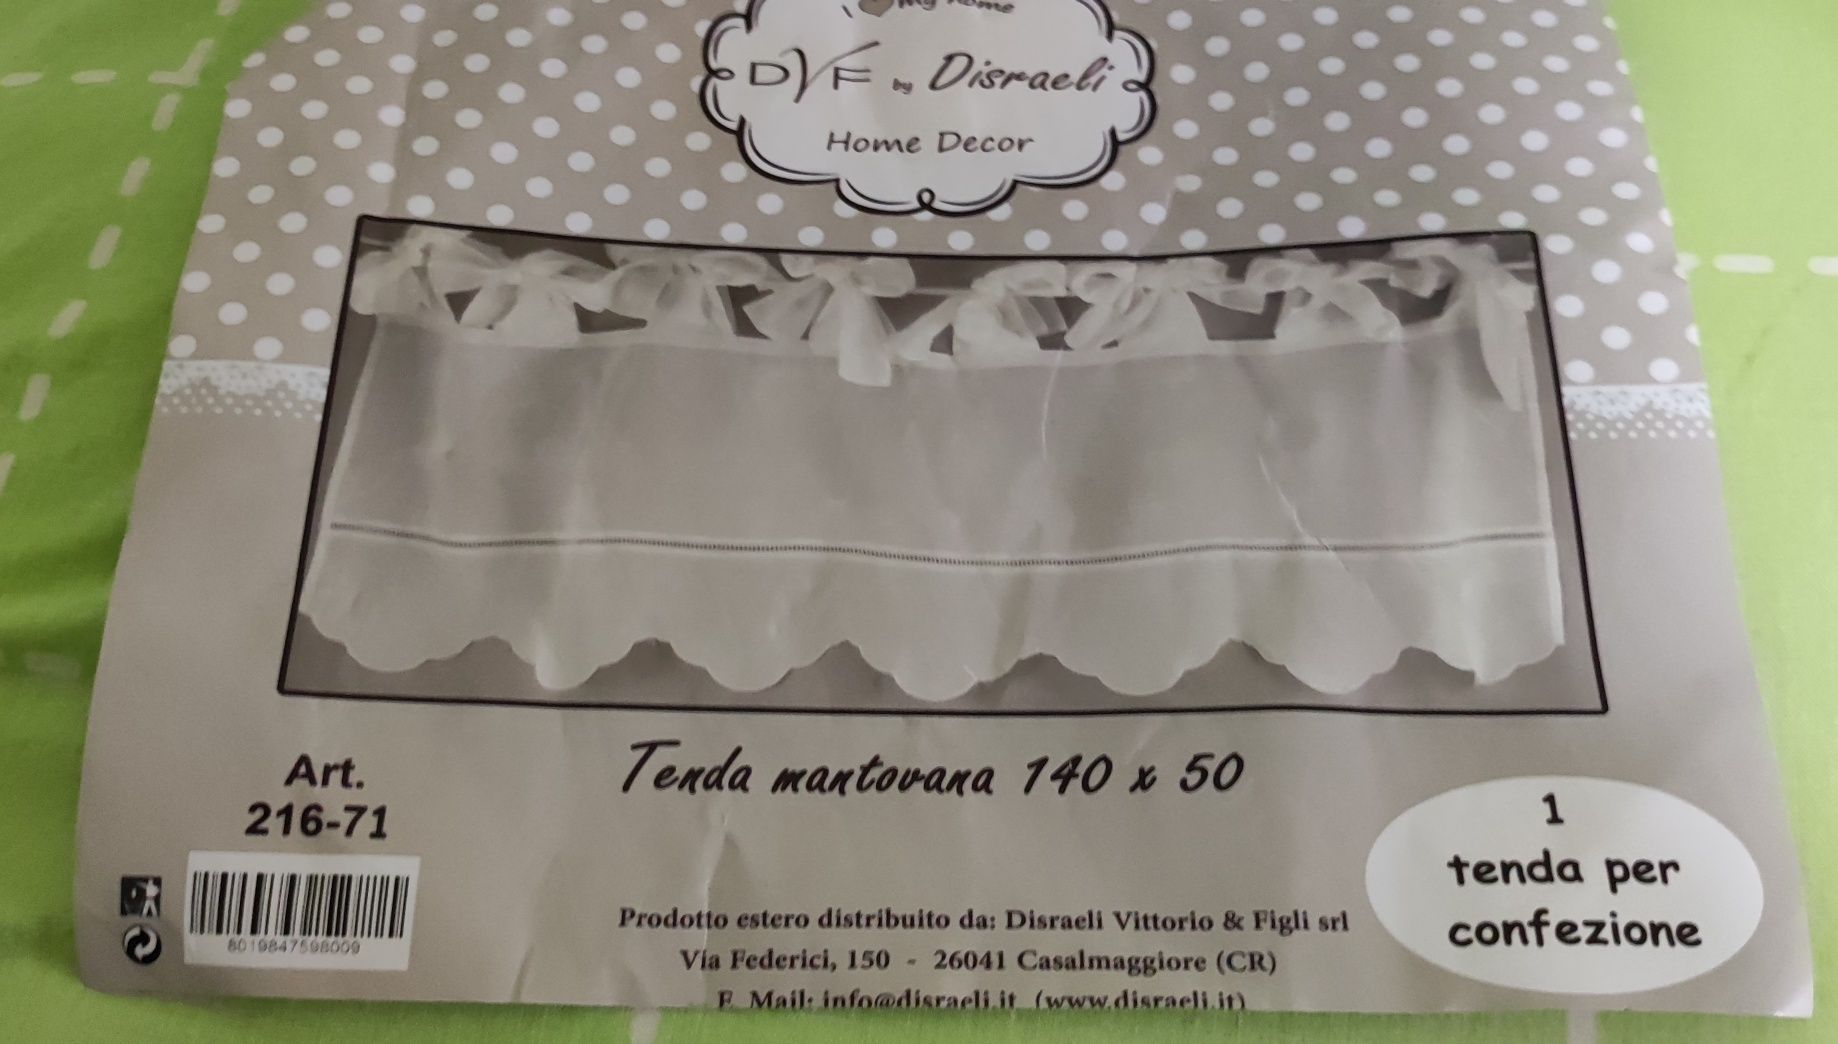 I my home
DVF by Disraeli
Home Decor
Tenda mantovana 140 x 50
Art.
216-71
8019847598009
1
tenda per
confezione
Prodotto estero distribuito da: Disraeli Vittorio & Figli srl
Via Federici, 150 - 26041 Casalmaggiore (CR)
E. Mail: info@disraeli.it (www.disraeli.it)